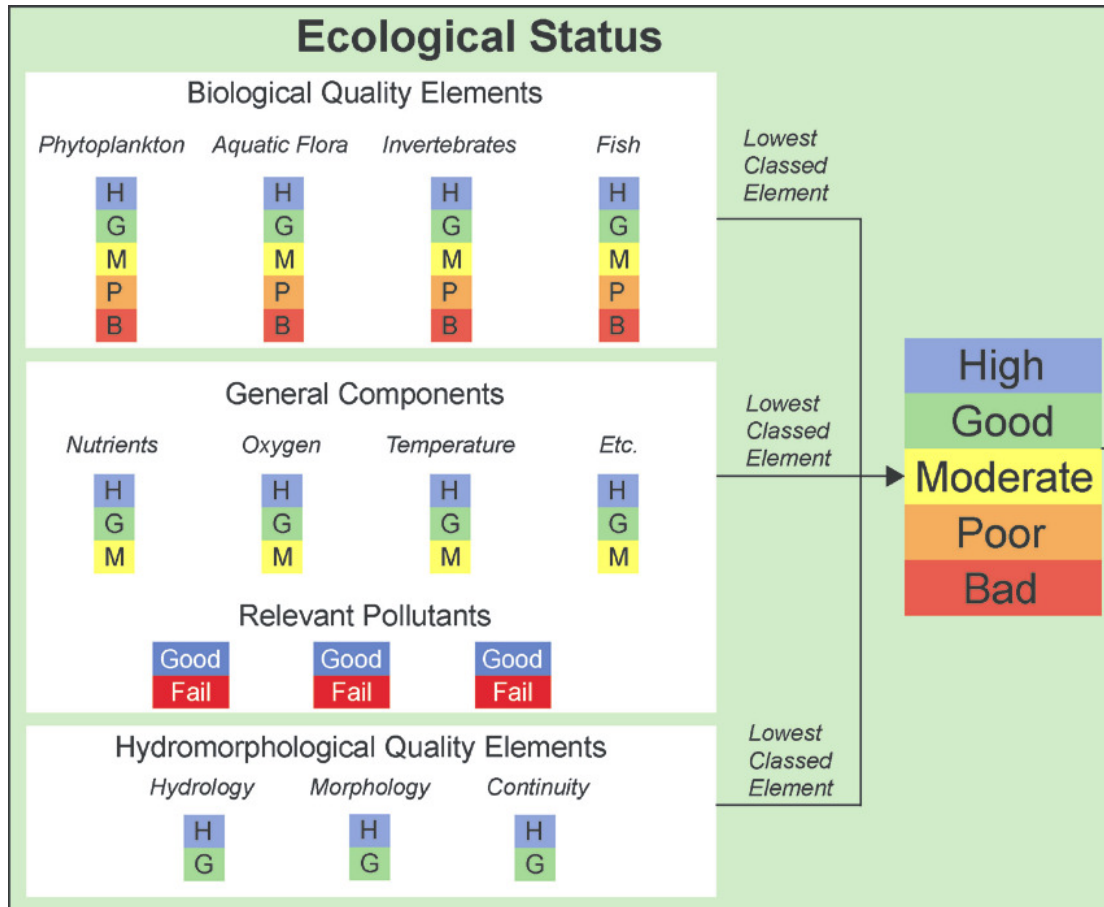 Ecological Status
Biological Quality Elements
Phytoplankton Aquatic Flora Invertebrates Fish
H H H H
G G G G
M M M M
P P P P
B B B B
Lowest
Classed
Element
General Components
Nutrients Oxygen Temperature Etc.
H H H H
G G G G
M M M M
Lowest
Classed
Element
Relevant Pollutants
Good Good Good
Fail Fail Fail
Hydromorphological Quality Elements
Hydrology Morphology Continuity
H H H
G G G
Lowest
Classed
Element
High
Good
Moderate
Poor
Bad